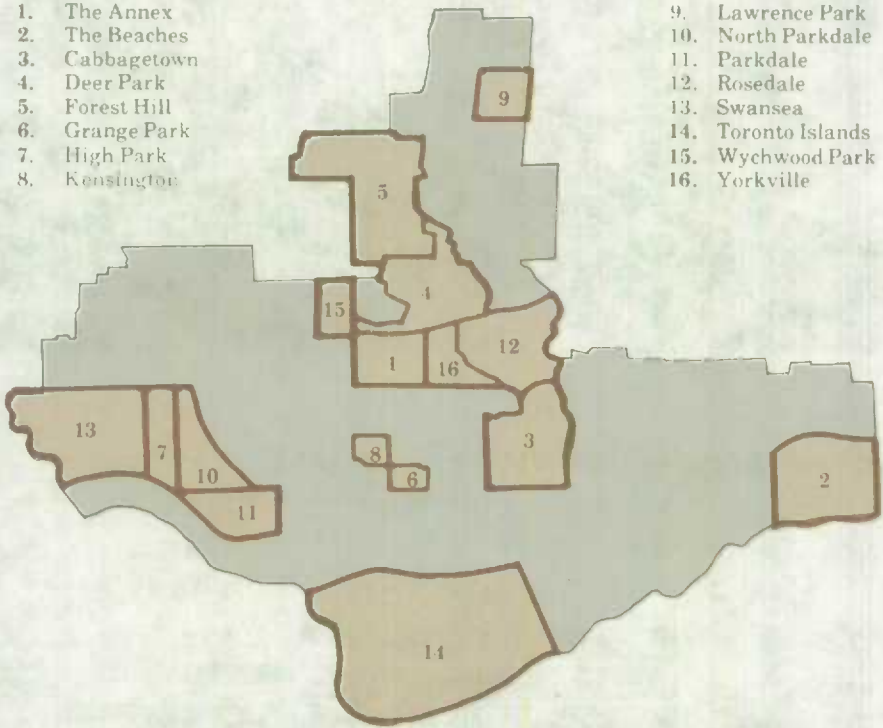 1. The Annex
2. The Beaches
3. Cabbagetown
4. Deer Park
5. Forest Hill
6. Grange Park
7. High Park
8. Kensington
9. Lawrence Park
10. North Parkdale
11. Parkdale
12. Rosedale
13. Swansea
14. Toronto Islands
15. Wychwood Park
16. Yorkville
9
5
4
15
12
1
16
13
7
10
3
8
6
2
11
14